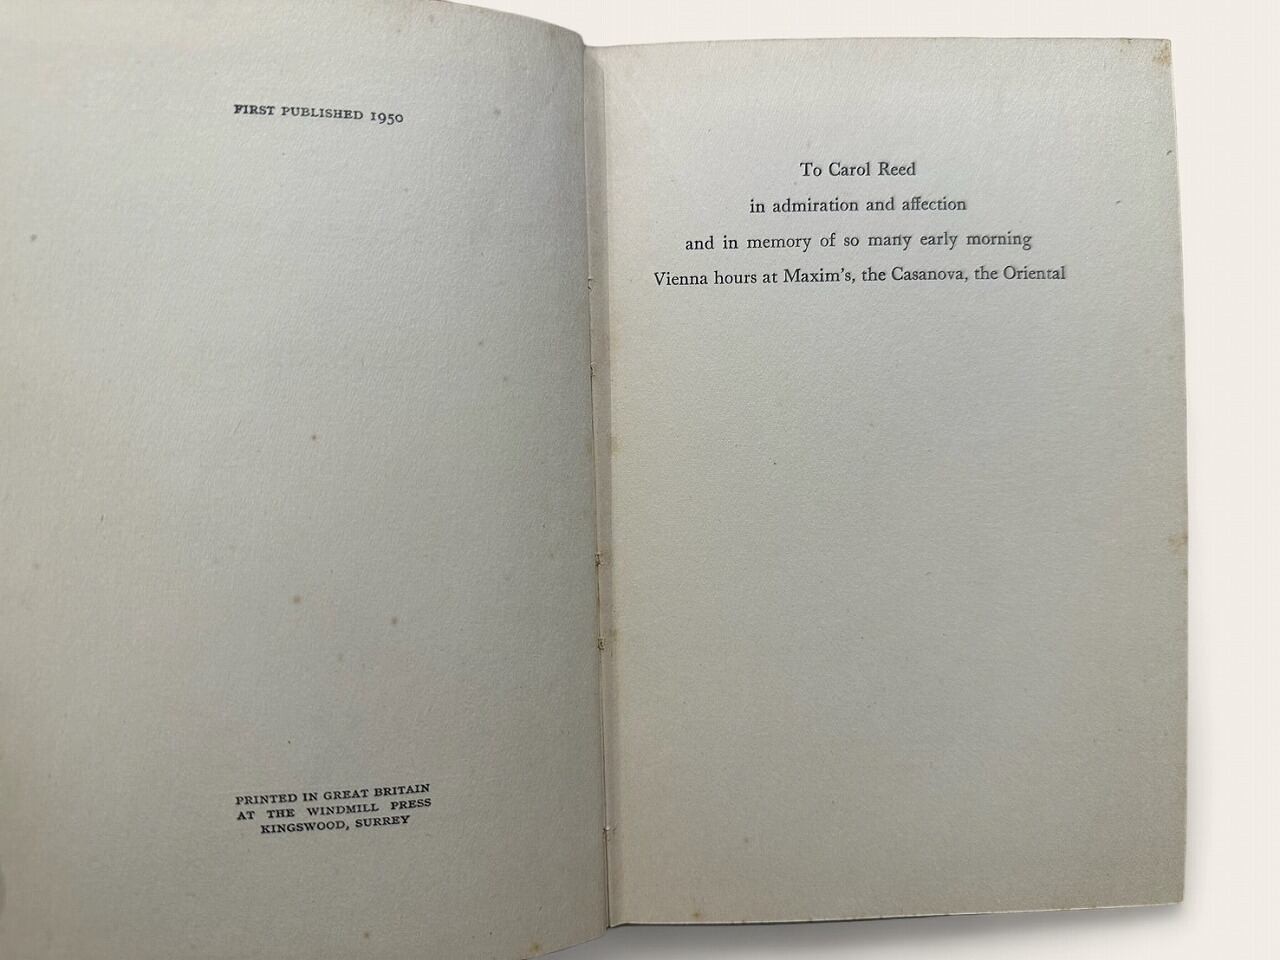 FIRST PUBLISHED 1950
PRINTED IN GREAT BRITAIN
AT THE WINDMILL PRESS
KINGSWOOD, SURREY
To Carol Reed
in admiration and affection
and in memory of so many early morning
Vienna hours at Maxim's, the Casanova, the Oriental